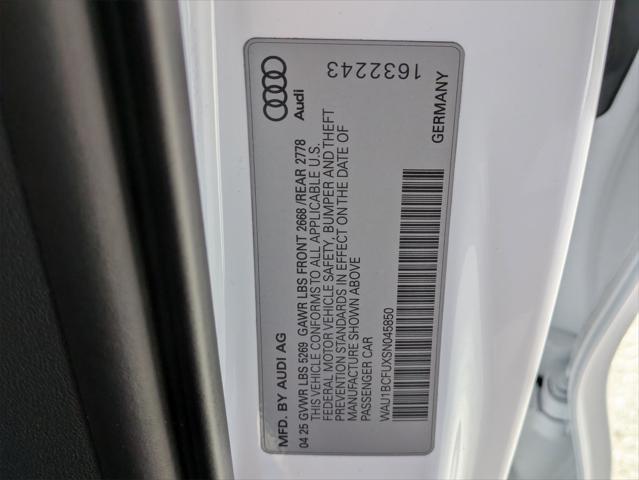 MFD. BY AUDI AG
Audi
04 25 GVWR LBS 5269 GAWR LBS FRONT 2668 /REAR 2778
THIS VEHICLE CONFORMS TO ALL APPLICABLE U.S.
FEDERAL MOTOR VEHICLE SAFETY, BUMPER AND THEFT
PREVENTION STANDARDS IN EFFECT ON THE DATE OF
MANUFACTURE SHOWN ABOVE
PASSENGER CAR
WAU1BCFUXSN045850
GERMANY
1632243